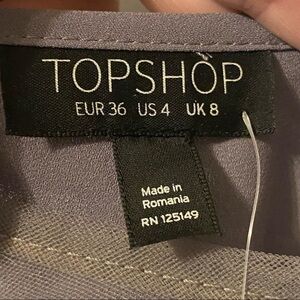 TOPSHOP
EUR 36 US 4 UK 8
Made in
Romania
RN 125149